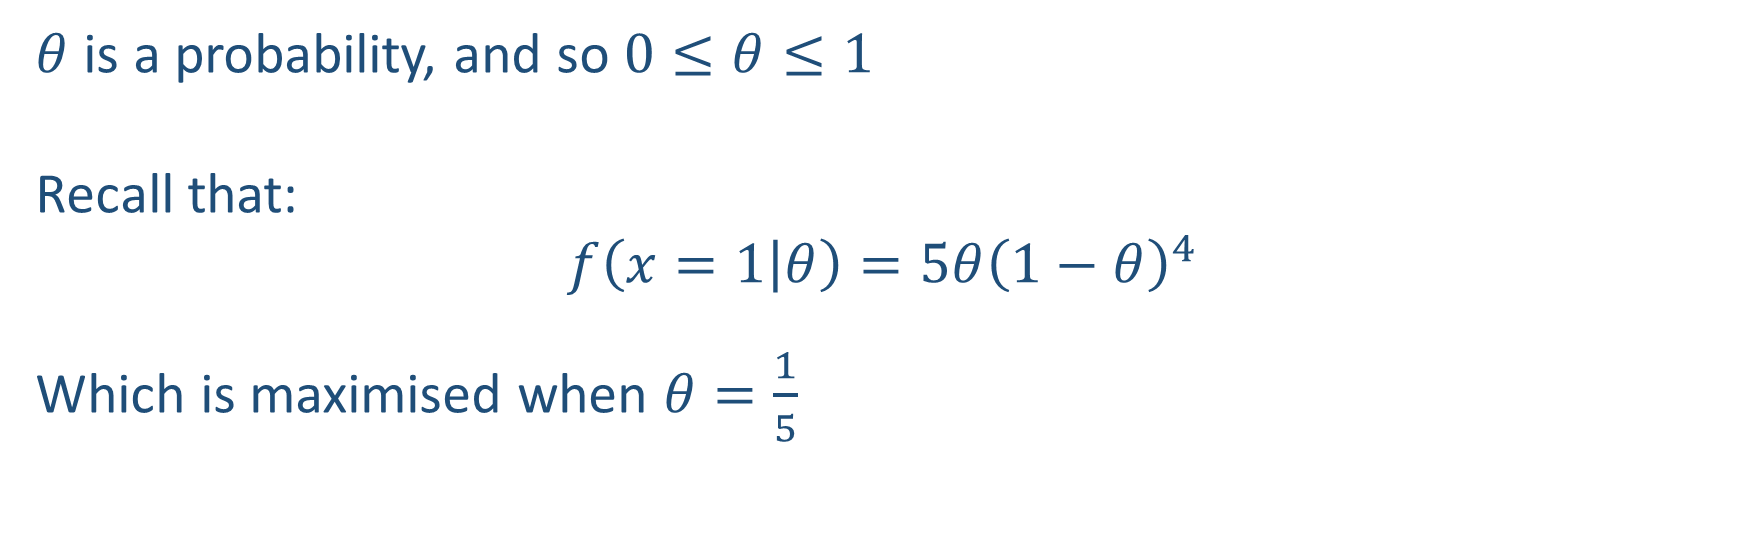 θ is a probability, and so 0 ≤ θ ≤ 1
Recall that:
f(x = 1|θ) = 5θ(1 − θ)⁴
Which is maximised when θ = 1/5